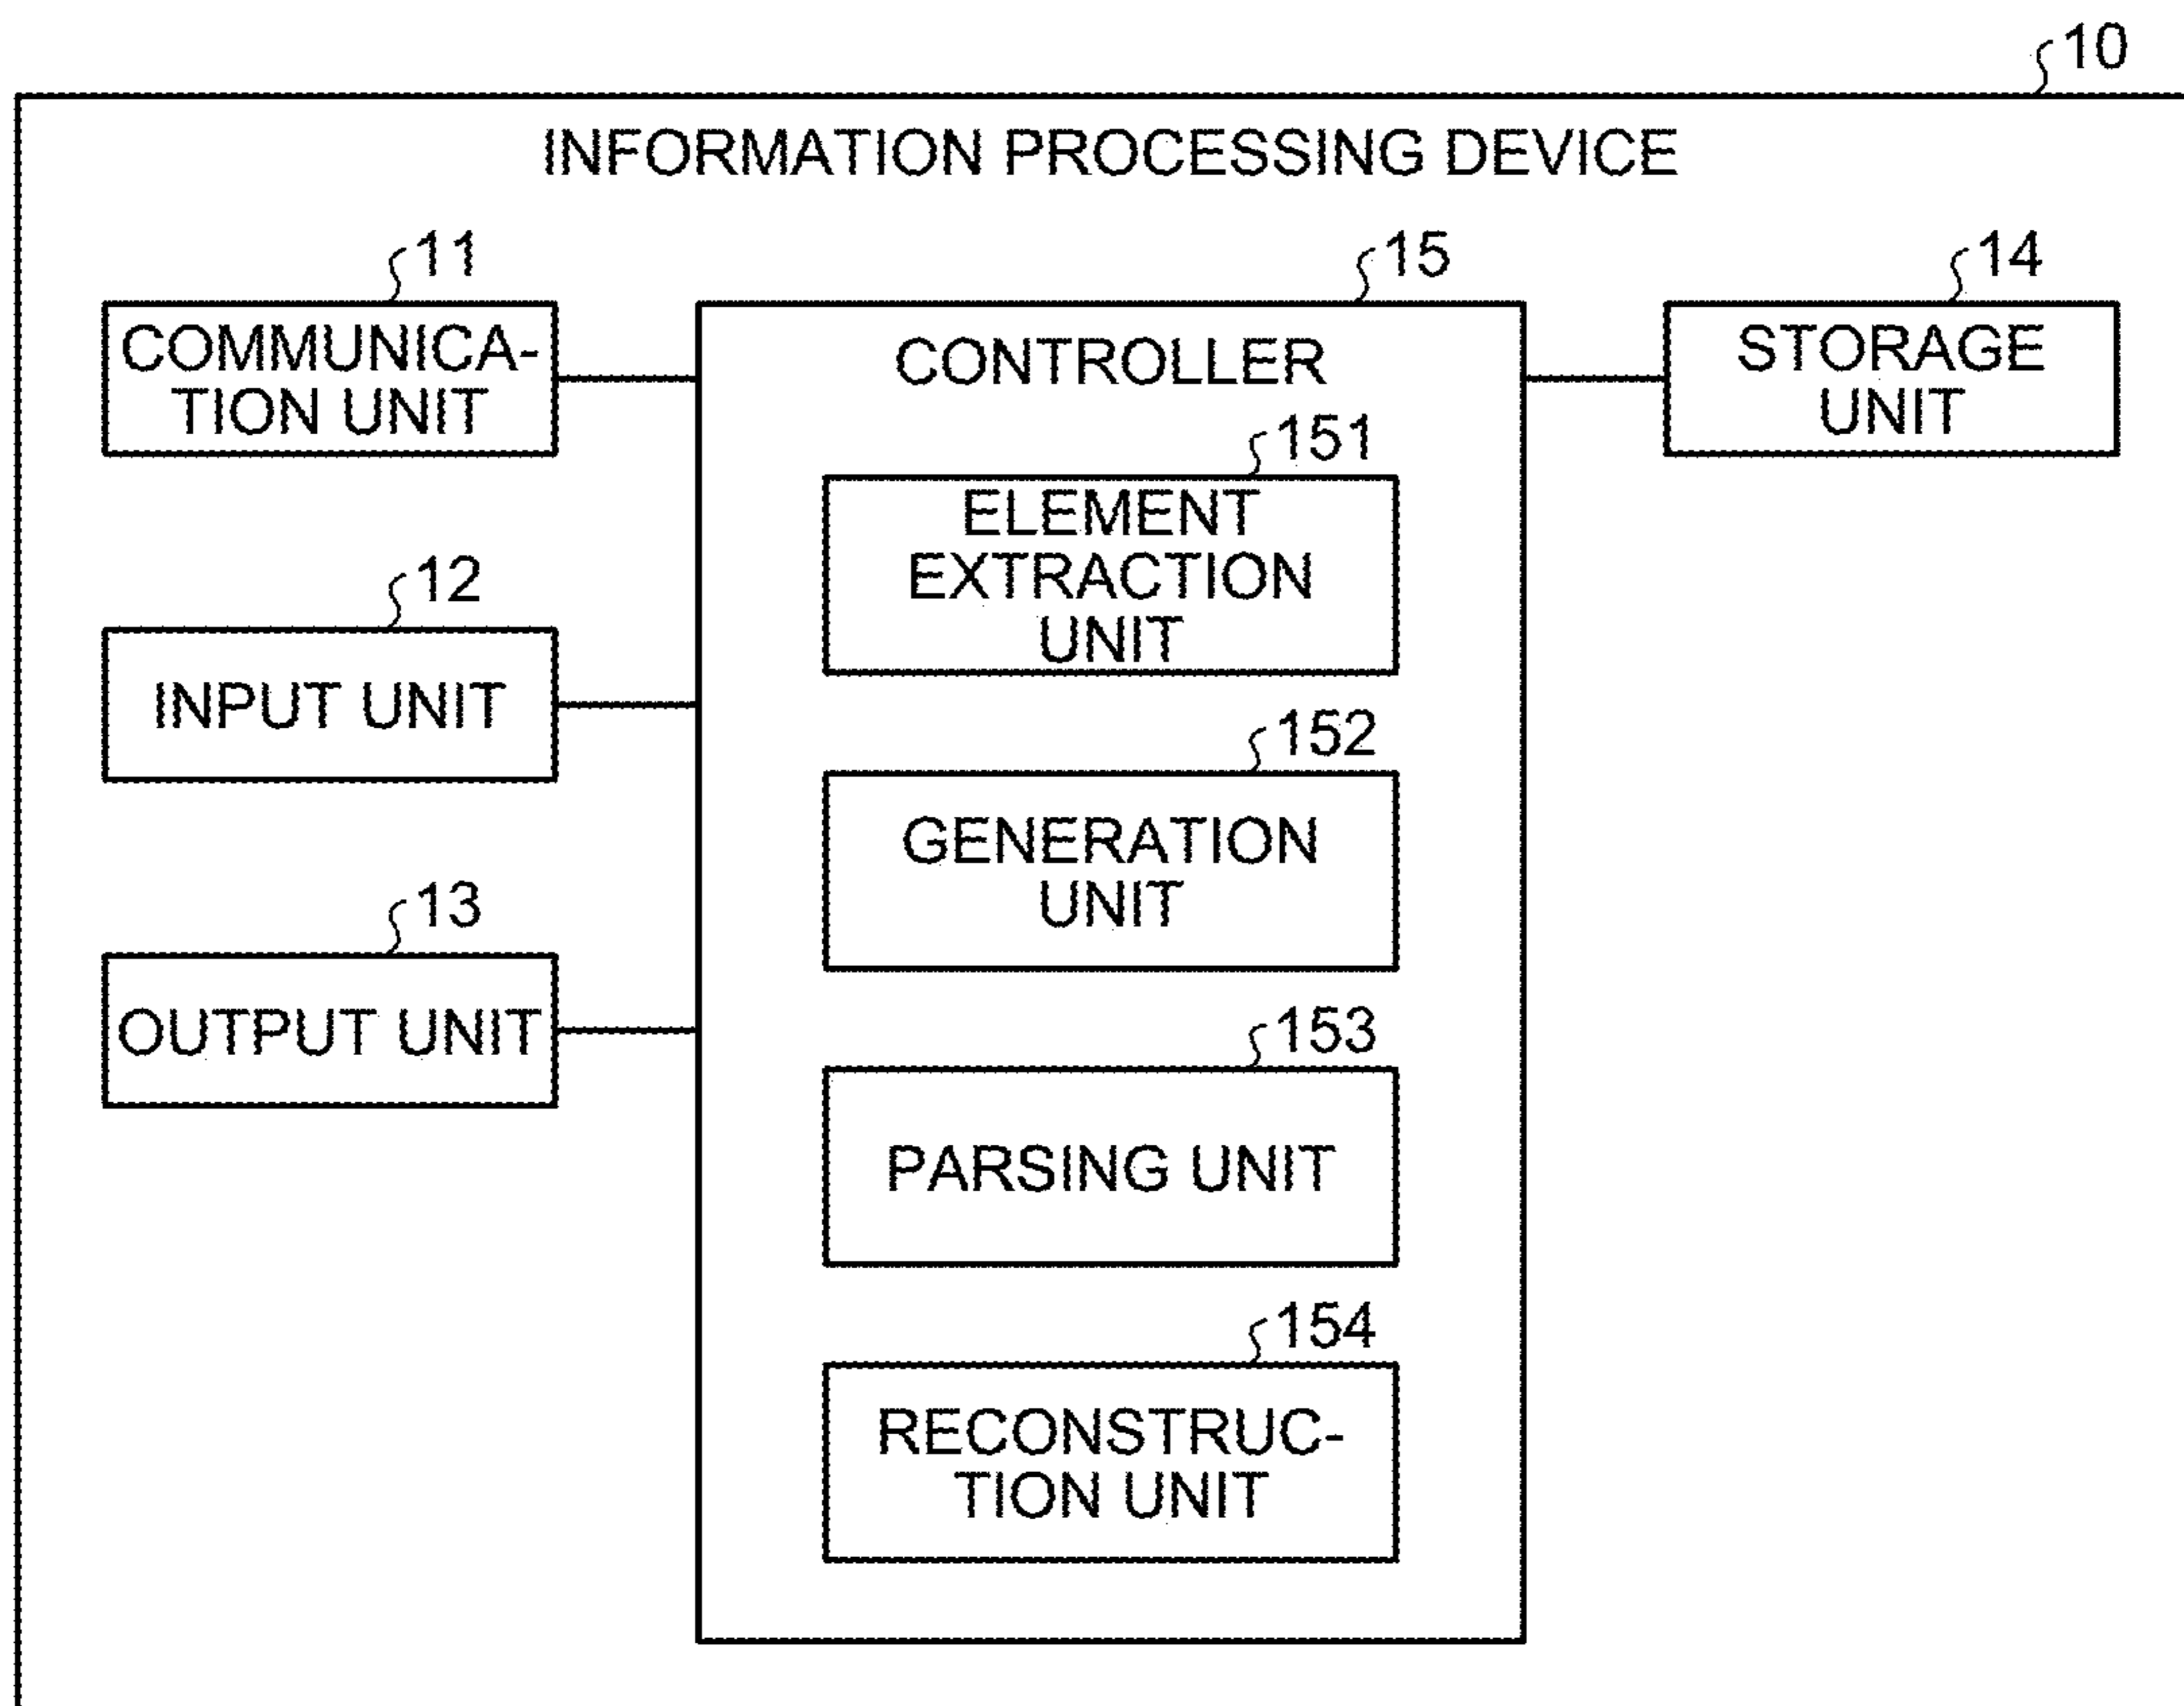 10
INFORMATION PROCESSING DEVICE
11
COMMUNICA-
TION UNIT
12
INPUT UNIT
13
OUTPUT UNIT
15
CONTROLLER
151
ELEMENT
EXTRACTION
UNIT
152
GENERATION
UNIT
153
PARSING UNIT
154
RECONSTRUC-
TION UNIT
14
STORAGE
UNIT